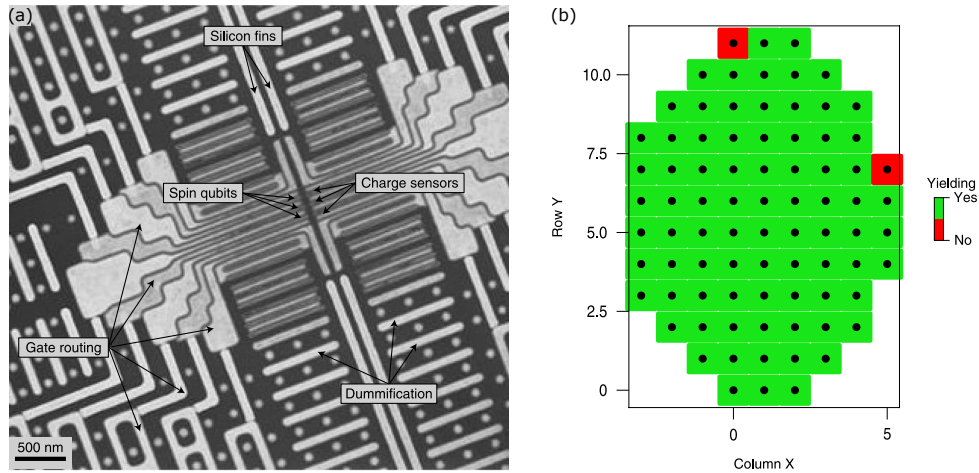 (a)
Silicon fins
Spin qubits
Charge sensors
Gate routing
Dummification
500 nm
(b)
10.0
7.5
5.0
2.5
0
Row Y
0
5
Column X
Yielding
Yes
No